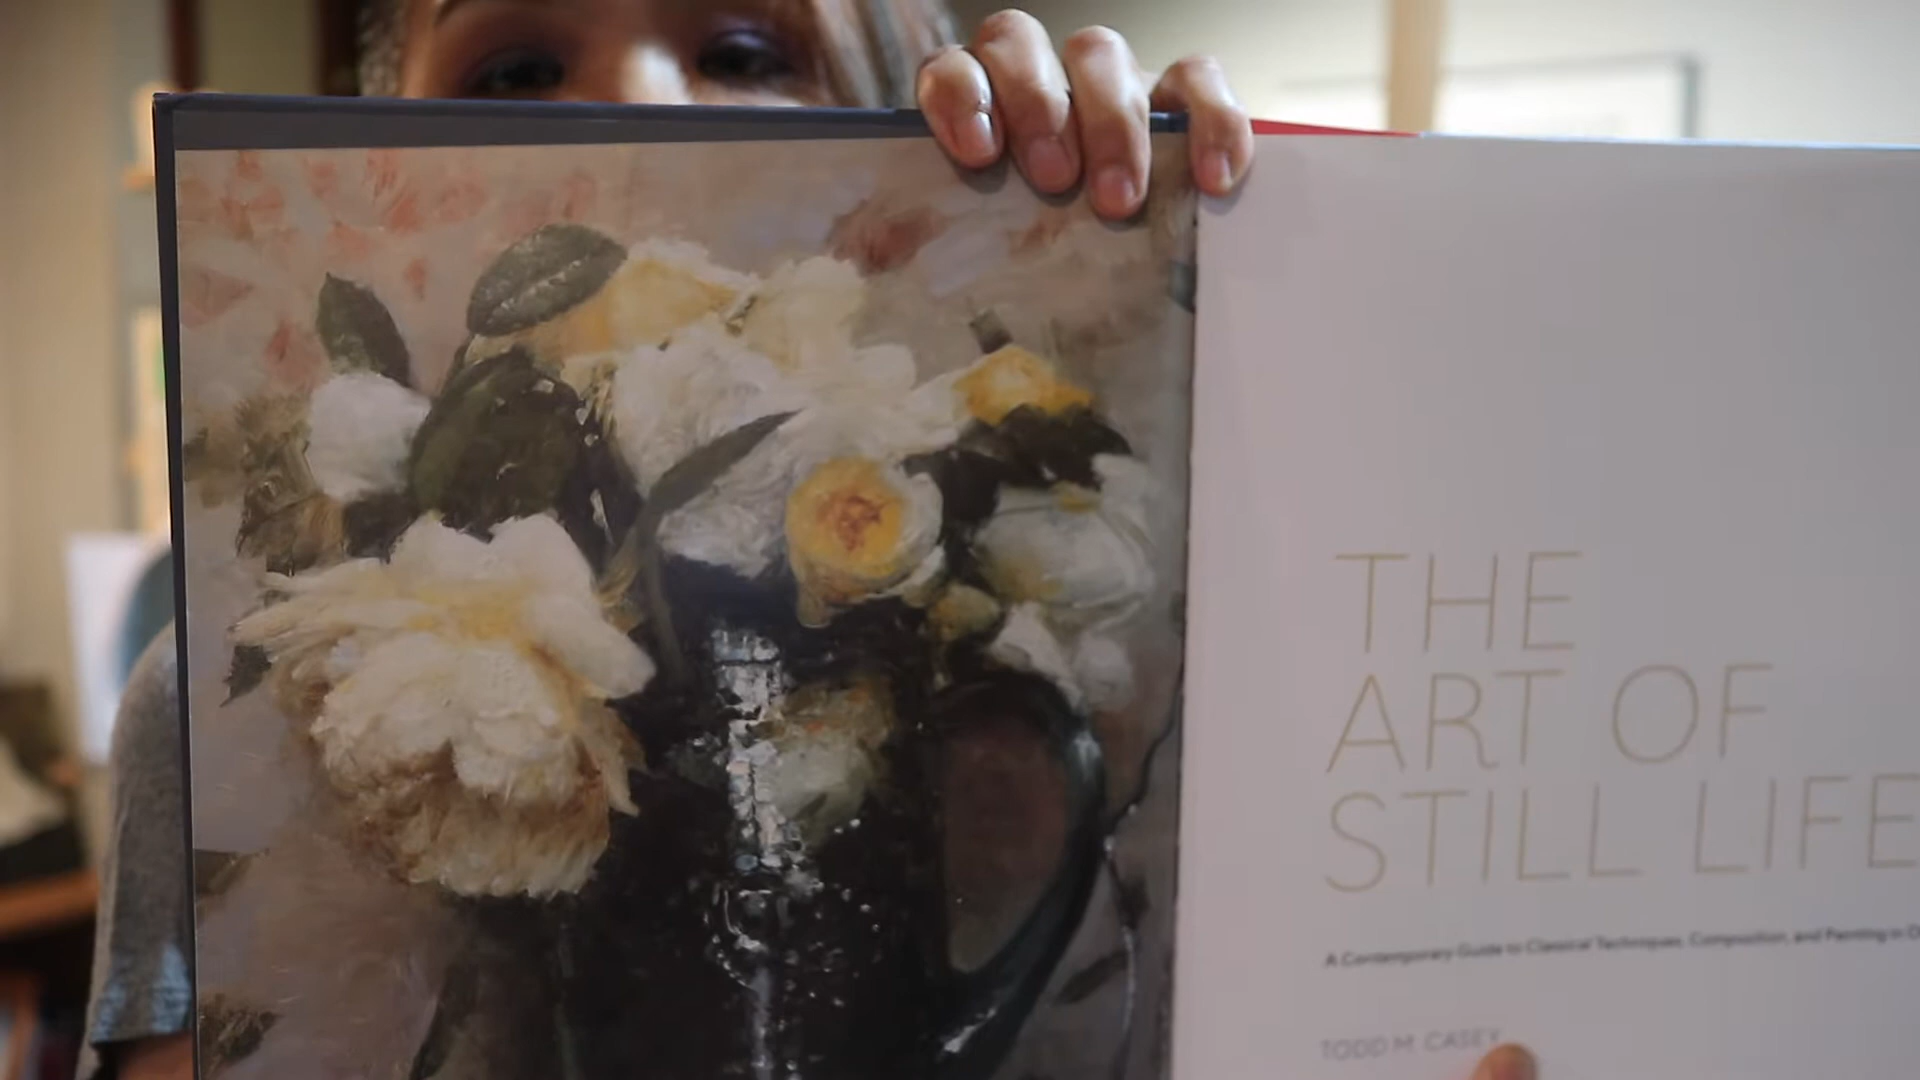 THE
ART OF
STILL LIFE
A Contemporary Guide to Classical Techniques, Composition, and Painting in
TODD M. CASEY